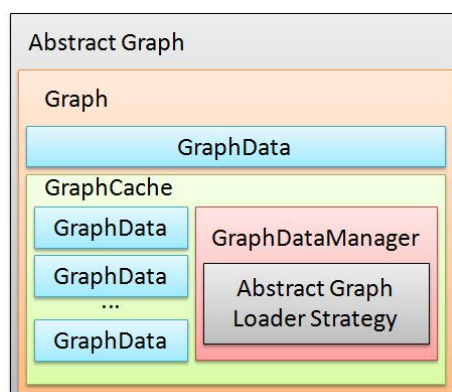 Abstract Graph
Graph
GraphData
GraphCache
GraphData
GraphData
...
GraphData
GraphDataManager
Abstract Graph
Loader Strategy